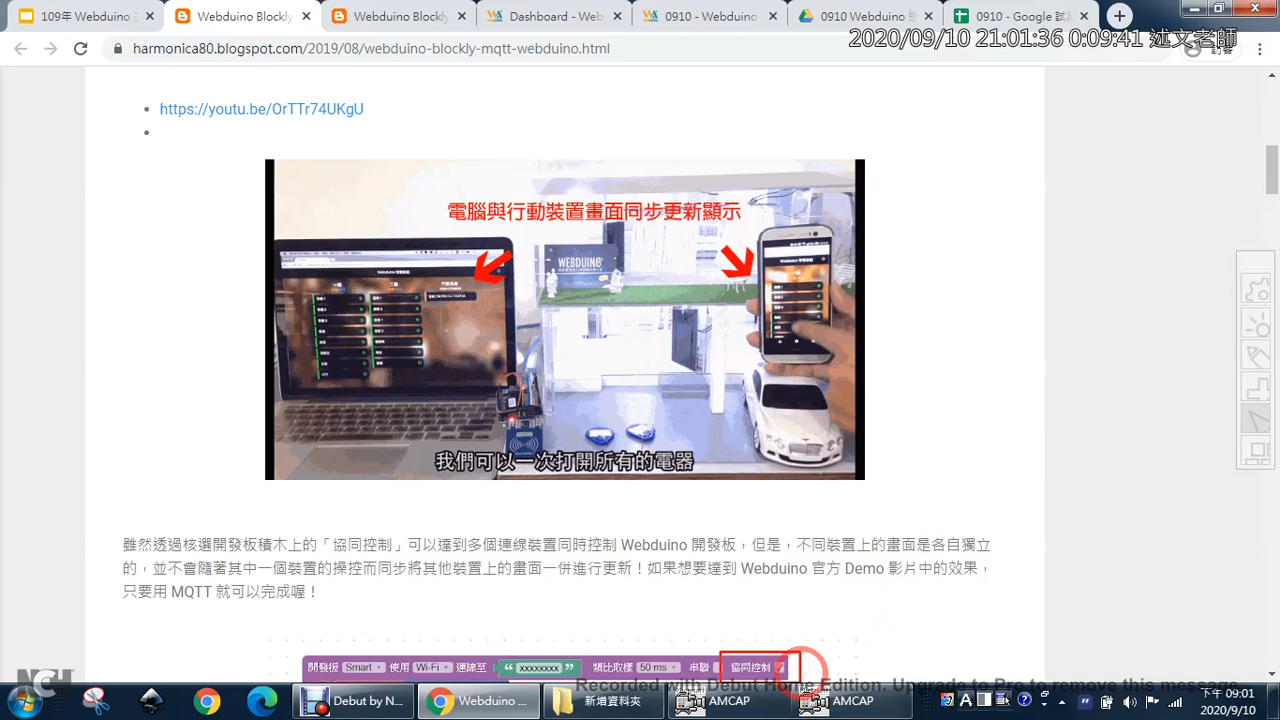 109年 Webduino
Webduino Blockly
Webduino Blockly
Dashboard - Web
0910 - Webduino
0910 Webduino
0910 - Google 試
harmonica80.blogspot.com/2019/08/webduino-blockly-mqtt-webduino.html
2020/09/10 21:01:36 0:09:41 述文老師
訪客
https://youtu.be/OrTTr74UKgU
電腦與行動裝置畫面同步更新顯示
WEBDUINO
我們可以一次打開所有的電器
雖然透過核選開發板積木上的「協同控制」可以達到多個連線裝置同時控制 Webduino 開發板，但是，不同裝置上的畫面是各自獨立
的，並不會隨著其中一個裝置的操控而同步將其他裝置上的畫面一併進行更新！如果想要達到 Webduino 官方 Demo 影片中的效果，
只要用 MQTT 就可以完成喔！
開發板 Smart 使用 Wi-Fi 連線至 “ xxxxxxxx ” 類比取樣 50 ms 串聯 協同控制
Recorded with Debut Home Edition. Upgrade to Pro to remove this message.
NCH
Debut by N...
Webduino ...
新增資料夾
AMCAP
AMCAP
下午 09:01
2020/9/10